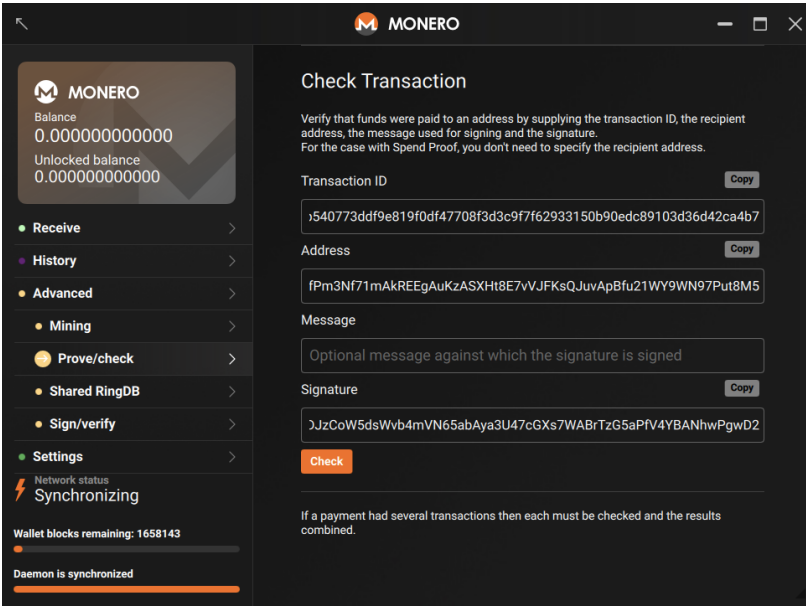 MONERO
MONERO
Balance
0.000000000000
Unlocked balance
0.000000000000
Receive
History
Advanced
Mining
Prove/check
Shared RingDB
Sign/verify
Settings
Network status
Synchronizing
Wallet blocks remaining: 1658143
Daemon is synchronized
Check Transaction
Verify that funds were paid to an address by supplying the transaction ID, the recipient
address, the message used for signing and the signature.
For the case with Spend Proof, you don't need to specify the recipient address.
Transaction ID
Copy
540773ddf9e819f0df47708f3d3c9f7f62933150b90edc89103d36d42ca4b7
Address
Copy
fPm3Nf71mAkREEgAuKzASXHt8E7vVJFKsQJuvApBfu21WY9WN97Put8M5
Message
Optional message against which the signature is signed
Signature
Copy
JzCoW5dsWvb4mVN65abAya3U47cGXs7WABrTzG5aPfV4YBANhwPgwD2
Check
If a payment had several transactions then each must be checked and the results
combined.